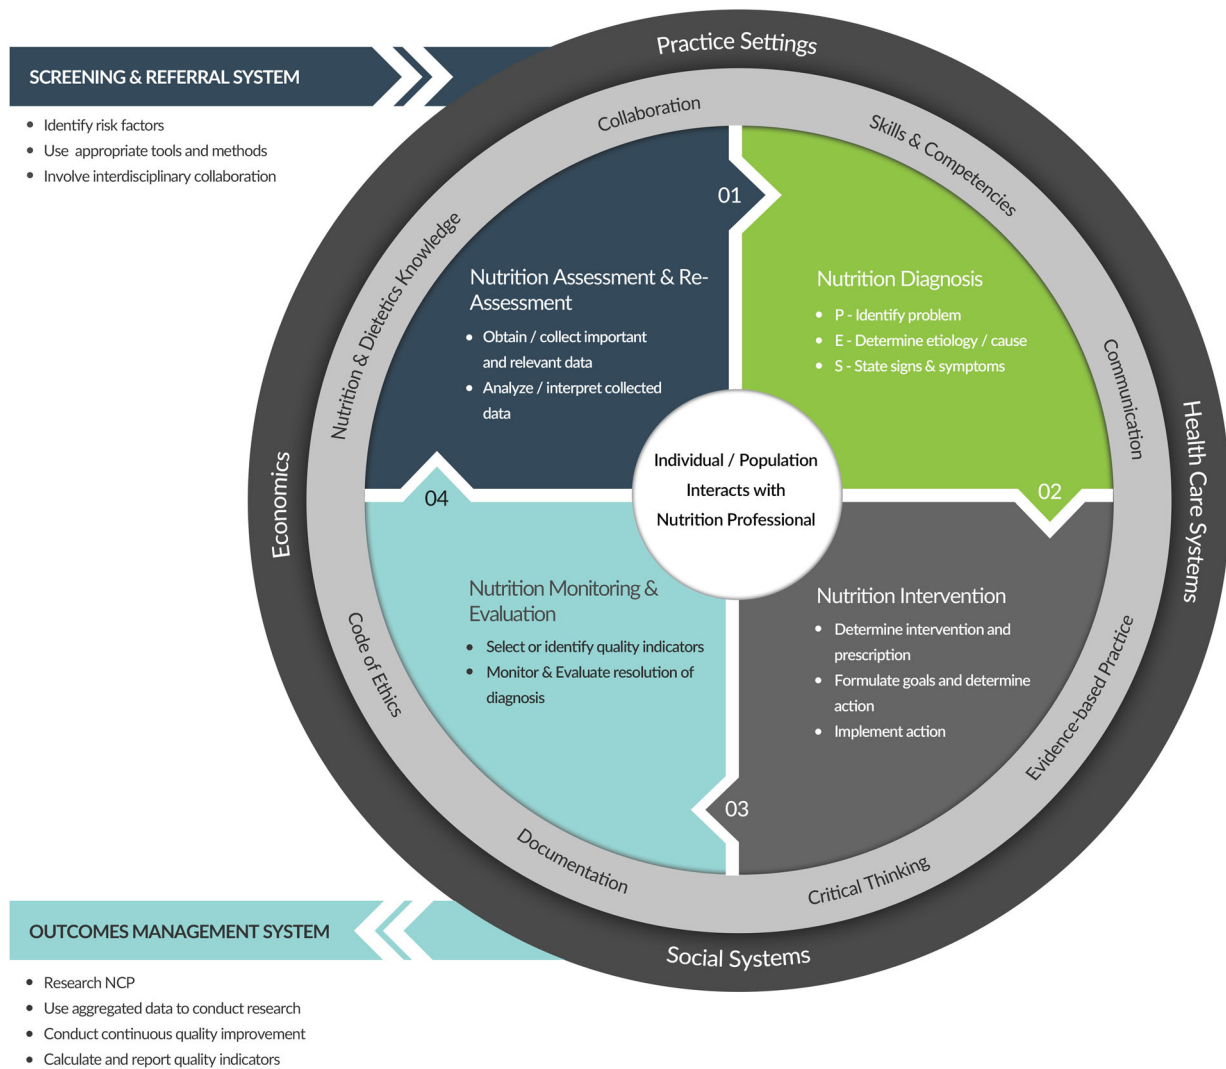 Practice Settings
SCREENING & REFERRAL SYSTEM
• Identify risk factors
• Use appropriate tools and methods
• Involve interdisciplinary collaboration
Collaboration
Skills & Competencies
Nutrition & Dietetics Knowledge
Communication
Economics
Health Care Systems
Code of Ethics
Evidence-based Practice
Documentation
Critical Thinking
Social Systems
01
Nutrition Assessment & Re-
Assessment
• Obtain / collect important
and relevant data
• Analyze / interpret collected
data
Nutrition Diagnosis
• P - Identify problem
• E - Determine etiology / cause
• S - State signs & symptoms
02
Individual / Population
Interacts with
Nutrition Professional
Nutrition Intervention
• Determine intervention and
prescription
• Formulate goals and determine
action
• Implement action
03
04
Nutrition Monitoring &
Evaluation
• Select or identify quality indicators
• Monitor & Evaluate resolution of
diagnosis
OUTCOMES MANAGEMENT SYSTEM
• Research NCP
• Use aggregated data to conduct research
• Conduct continuous quality improvement
• Calculate and report quality indicators